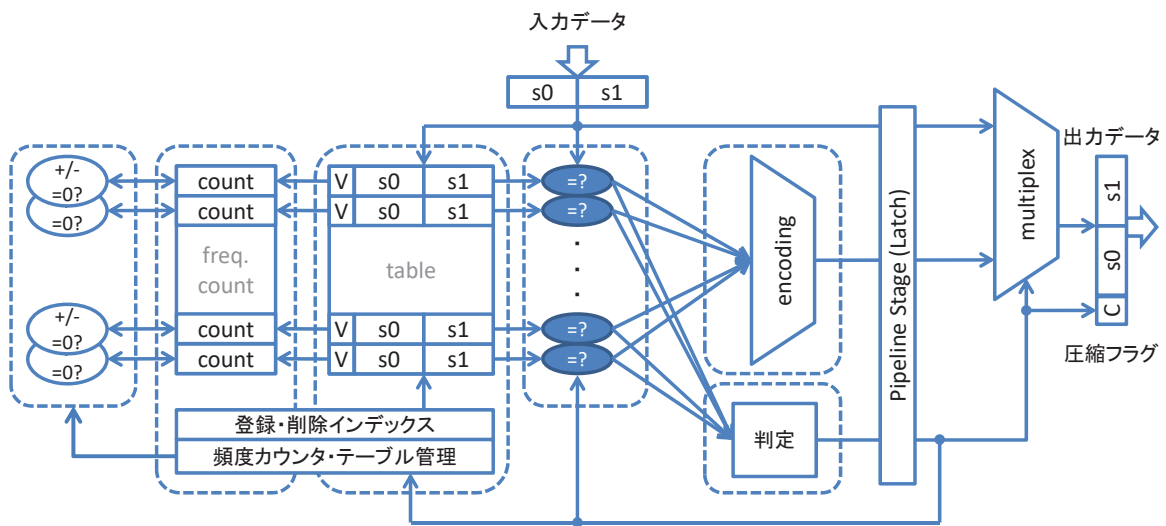 入力データ
s0 s1
+/-
=0?
=0?
count
count
freq.
count
V s0 s1
V s0 s1
table
=?
=?
encoding
Pipeline Stage (Latch)
multiplex
出力データ
s1
s0
C
圧縮フラグ
+/-
=0?
=0?
count
count
V s0 s1
V s0 s1
=?
=?
登録・削除インデックス
頻度カウンタ・テーブル管理
判定